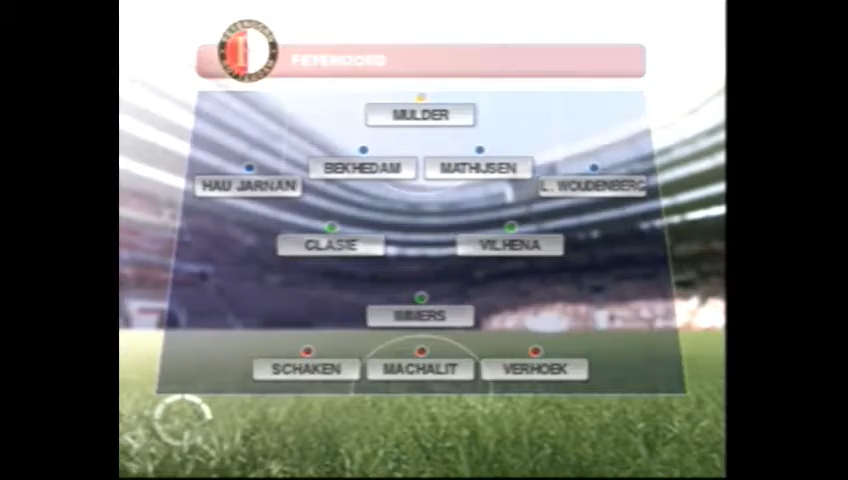 FEYENOORD
MULDER
BEKHEDAM
MATHIJSEN
HAU JARNAN
L. WOUDENBERG
CLASIE
VILHENA
IMMERS
SCHAKEN
MACHALIT
VERHOEK